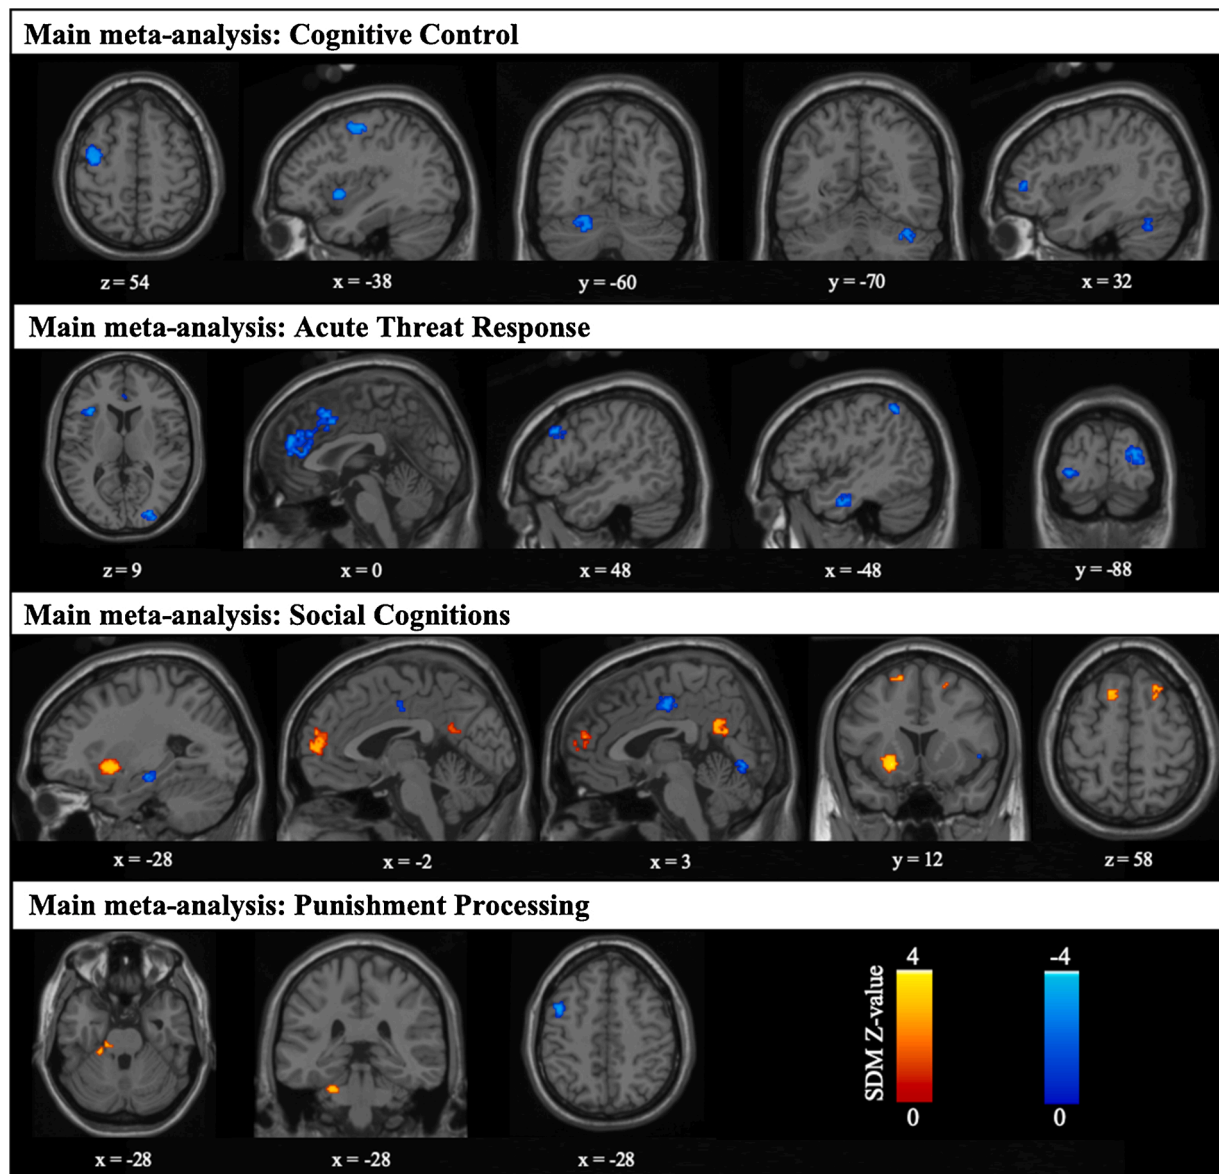 Main meta-analysis: Cognitive Control
z = 54 x = -38 y = -60 y = -70 x = 32
Main meta-analysis: Acute Threat Response
z = 9 x = 0 x = 48 x = -48 y = -88
Main meta-analysis: Social Cognitions
x = -28 x = -2 x = 3 y = 12 z = 58
Main meta-analysis: Punishment Processing
4 -4
SDM Z-value
0 0
x = -28 x = -28 x = -28